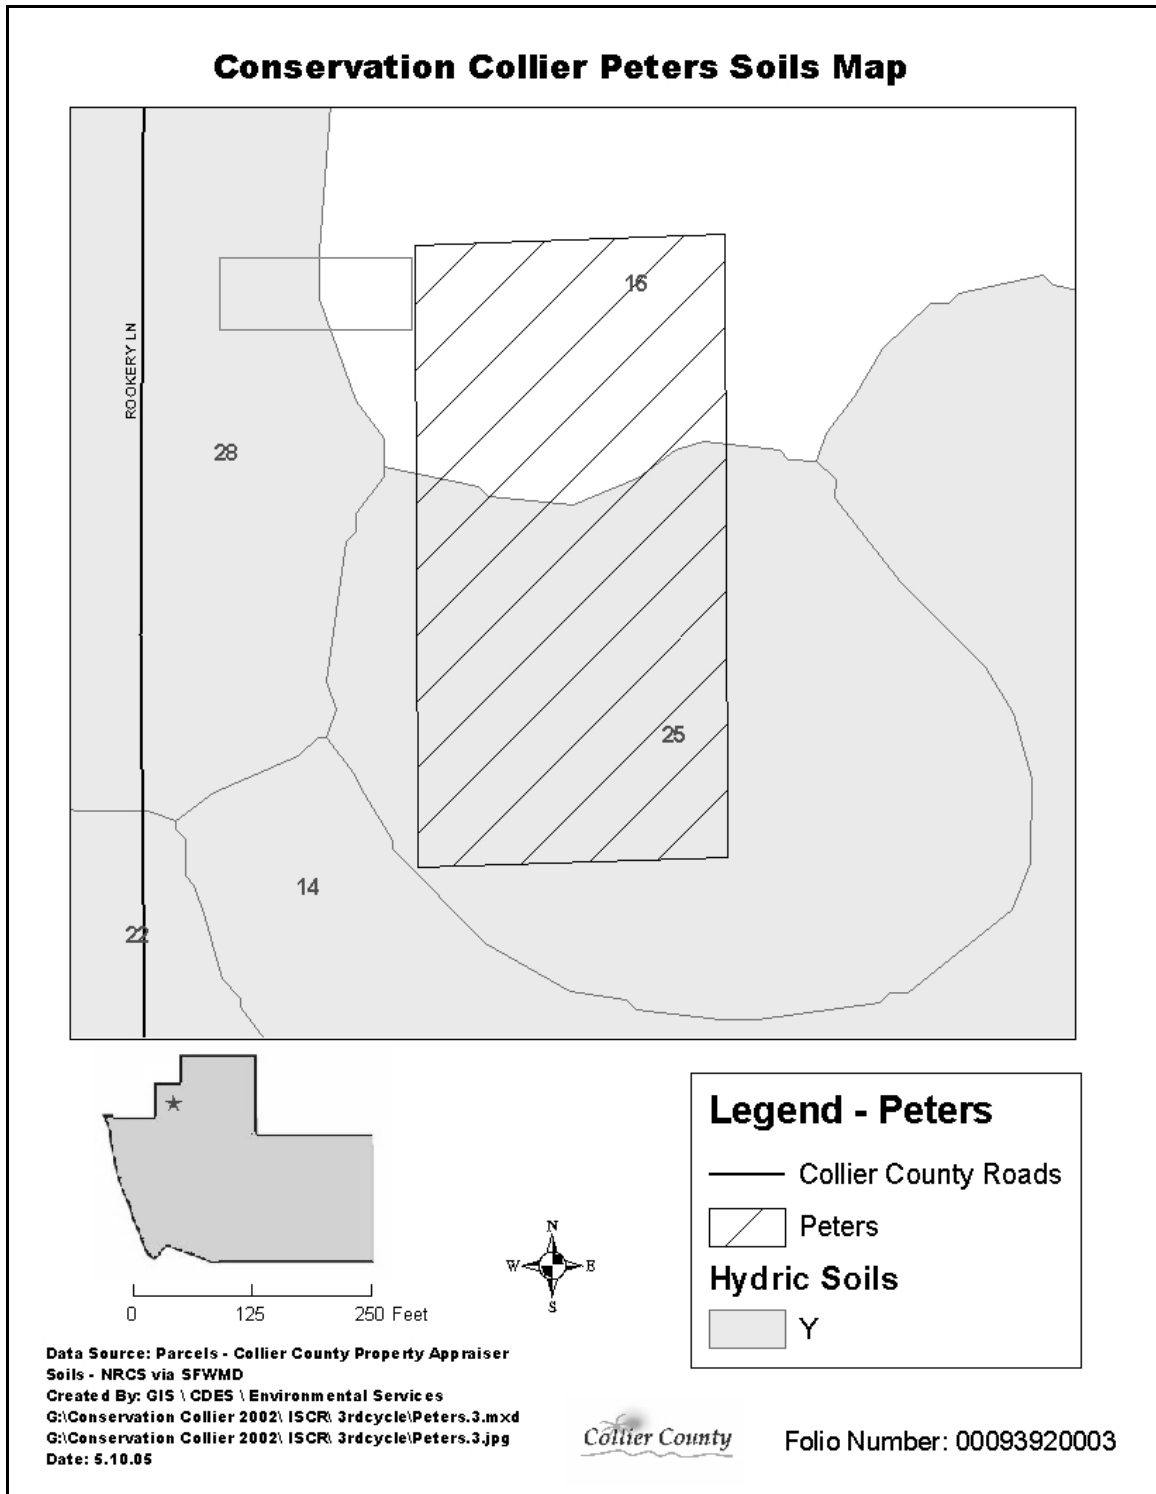 Conservation Collier Peters Soils Map
16
ROOKERY LN
28
25
14
22
Legend - Peters
Collier County Roads
Peters
Hydric Soils
Y
N
W E
S
0 125 250 Feet
Data Source: Parcels - Collier County Property Appraiser
Soils - NRCS via SFWMD
Created By: GIS \ CDES \ Environmental Services
G:\Conservation Collier 2002\ ISCR\ 3rdcycle\Peters.3.mxd
G:\Conservation Collier 2002\ ISCR\ 3rdcycle\Peters.3.jpg
Date: 5.10.05
Collier County
Folio Number: 00093920003